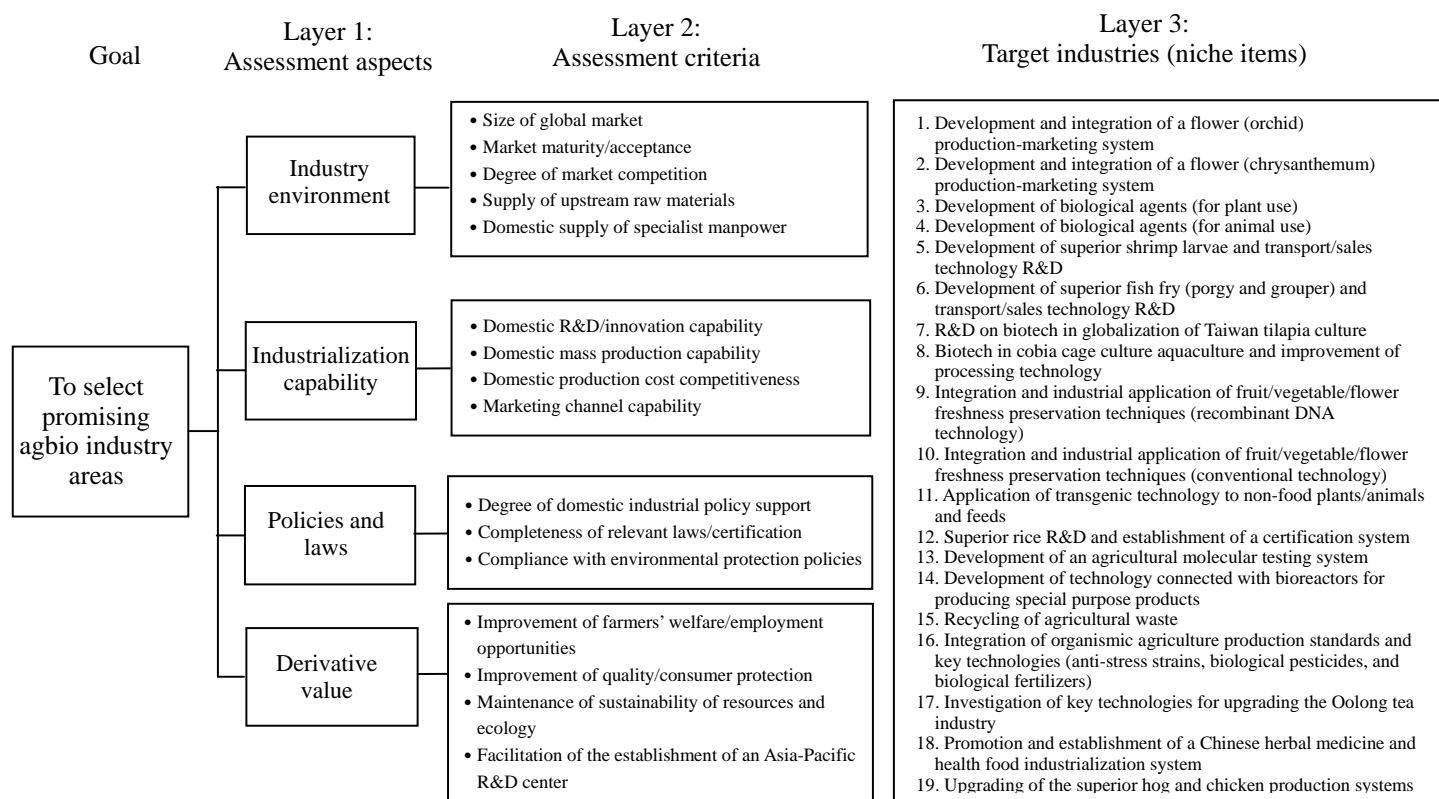 Goal
Layer 1:
Assessment aspects
Layer 2:
Assessment criteria
Layer 3:
Target industries (niche items)
To select
promising
agbio industry
areas
Industry
environment
• Size of global market
• Market maturity/acceptance
• Degree of market competition
• Supply of upstream raw materials
• Domestic supply of specialist manpower
Industrialization
capability
• Domestic R&D/innovation capability
• Domestic mass production capability
• Domestic production cost competitiveness
• Marketing channel capability
Policies and
laws
• Degree of domestic industrial policy support
• Completeness of relevant laws/certification
• Compliance with environmental protection policies
Derivative
value
• Improvement of farmers’ welfare/employment
opportunities
• Improvement of quality/consumer protection
• Maintenance of sustainability of resources and
ecology
• Facilitation of the establishment of an Asia-Pacific
R&D center
1. Development and integration of a flower (orchid)
production-marketing system
2. Development and integration of a flower (chrysanthemum)
production-marketing system
3. Development of biological agents (for plant use)
4. Development of biological agents (for animal use)
5. Development of superior shrimp larvae and transport/sales
technology R&D
6. Development of superior fish fry (porgy and grouper) and
transport/sales technology R&D
7. R&D on biotech in globalization of Taiwan tilapia culture
8. Biotech in cobia cage culture aquaculture and improvement of
processing technology
9. Integration and industrial application of fruit/vegetable/flower
freshness preservation techniques (recombinant DNA
technology)
10. Integration and industrial application of fruit/vegetable/flower
freshness preservation techniques (conventional technology)
11. Application of transgenic technology to non-food plants/animals
and feeds
12. Superior rice R&D and establishment of a certification system
13. Development of an agricultural molecular testing system
14. Development of technology connected with bioreactors for
producing special purpose products
15. Recycling of agricultural waste
16. Integration of organismic agriculture production standards and
key technologies (anti-stress strains, biological pesticides, and
biological fertilizers)
17. Investigation of key technologies for upgrading the Oolong tea
industry
18. Promotion and establishment of a Chinese herbal medicine and
health food industrialization system
19. Upgrading of the superior hog and chicken production systems